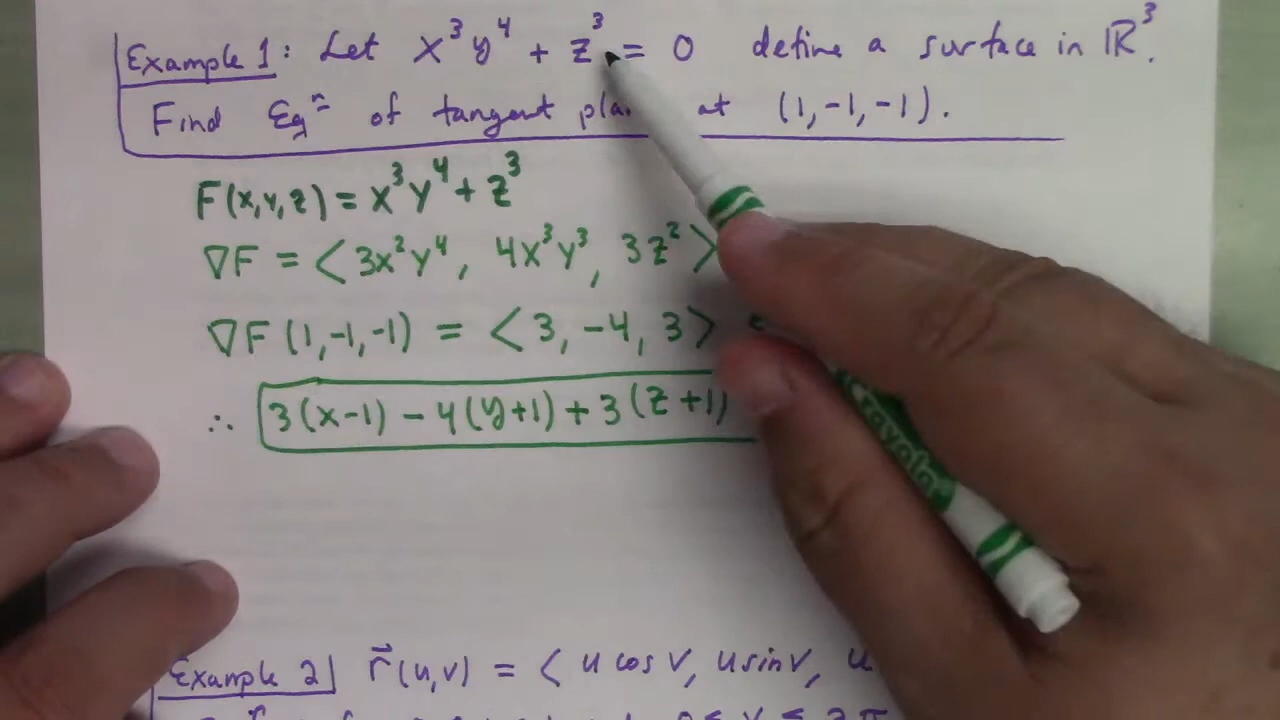 Example 1: Let x³y⁴ + z³ = 0 define a surface in ℝ³.
Find Eqⁿ of tangent at (1,-1,-1).
F(x,y,z) = x³y⁴ + z³
∇F = ⟨3x²y⁴, 4x³y³, 3z²⟩
∇F(1,-1,-1) = ⟨3, -4, 3⟩
∴ 3(x-1) - 4(y+1) + 3(z+1)
crayola
Example 2 r⃗(u,v) = ⟨u cos v, u sin v, u
≤ v ≤ 2π